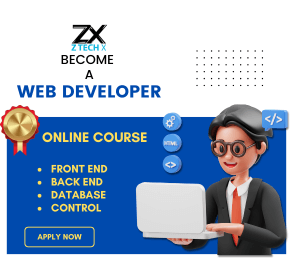 ZX
Z TECH X
BECOME
A
WEB DEVELOPER
ONLINE COURSE
HTML
FRONT END
BACK END
DATABASE
CONTROL
APPLY NOW